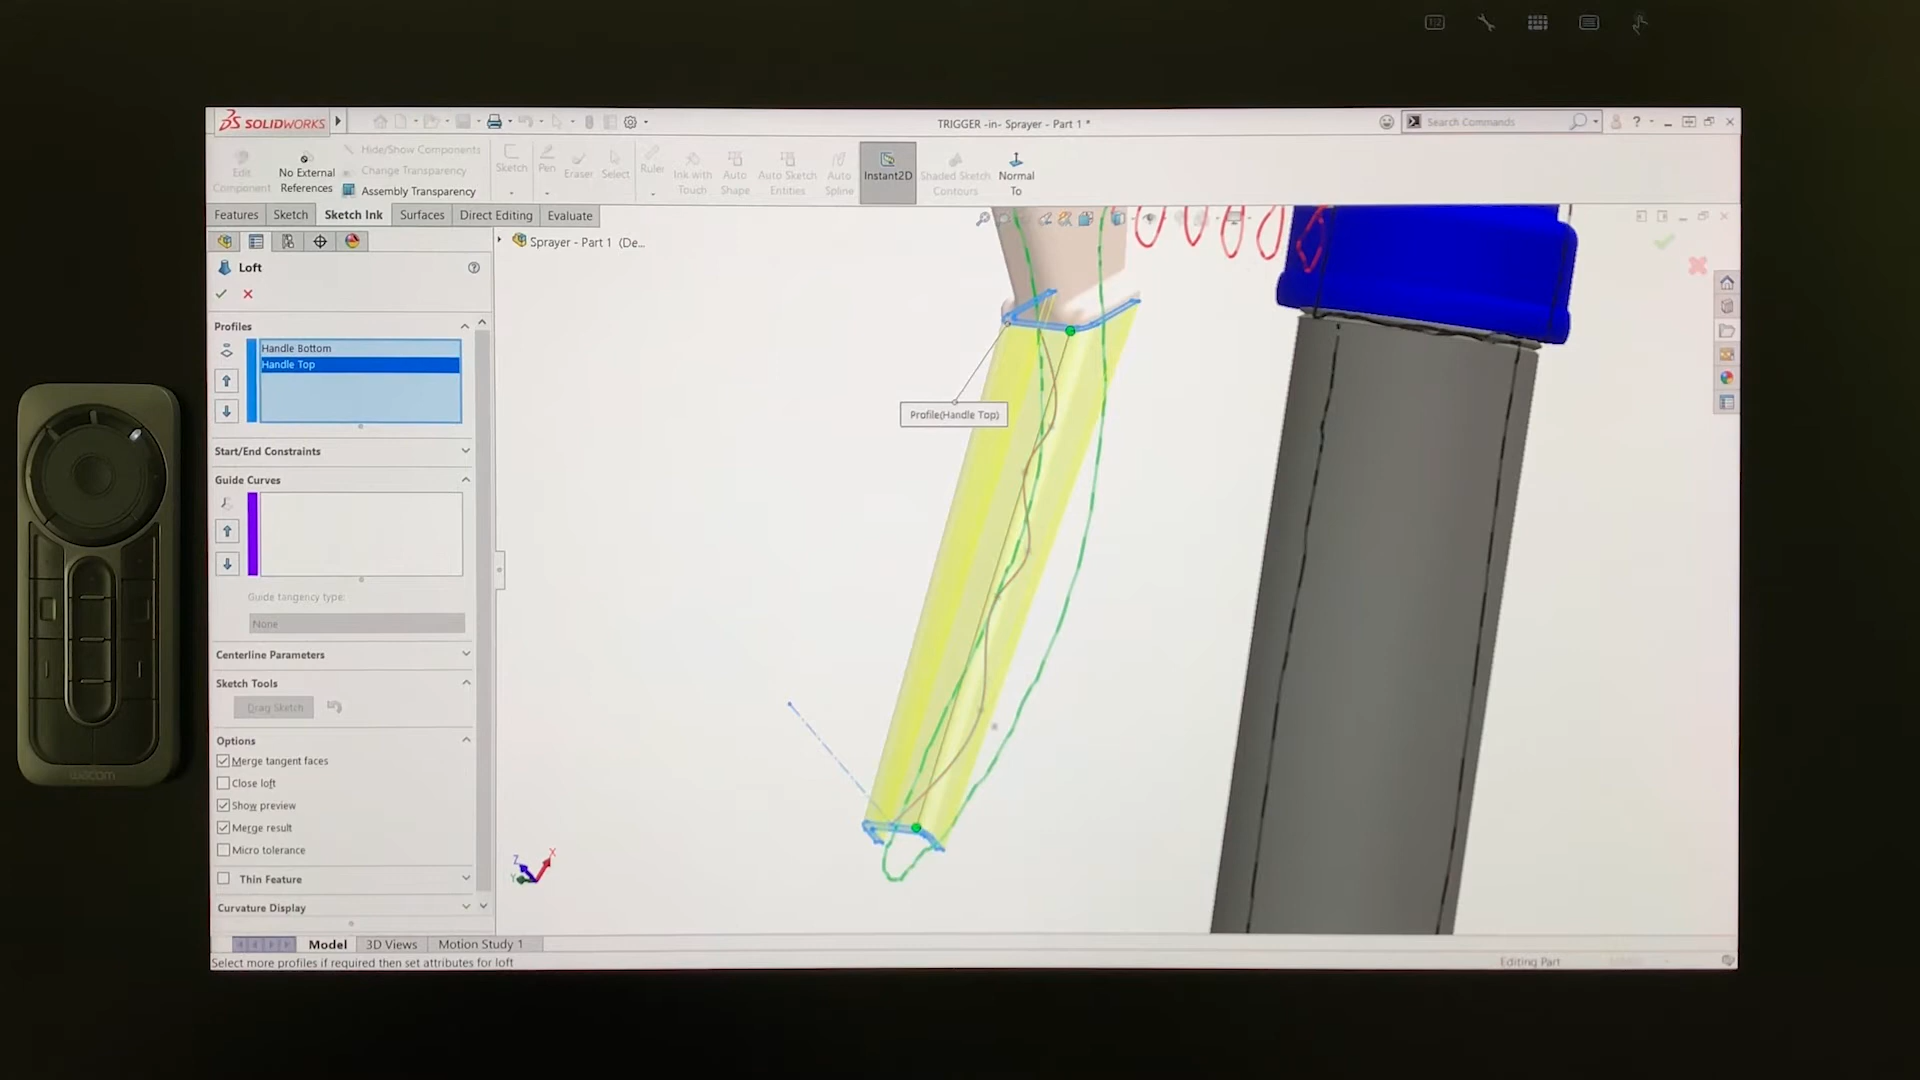 SOLIDWORKS
TRIGGER -in- Sprayer - Part 1 *
Search Commands
Edit Component
No External References
Hide/Show Components
Change Transparency
Assembly Transparency
Sketch
Pen
Eraser
Select
Ruler
Ink with Touch
Auto Shape
Auto Sketch Entities
Auto Spline
Instant2D
Shaded Sketch Contours
Normal To
Features
Sketch
Sketch Ink
Surfaces
Direct Editing
Evaluate
Sprayer - Part 1 (De...
Loft
Profiles
Handle Bottom
Handle Top
Start/End Constraints
Guide Curves
Guide tangency type:
None
Centerline Parameters
Sketch Tools
Drag Sketch
Options
Merge tangent faces
Close loft
Show preview
Merge result
Micro tolerance
Thin Feature
Curvature Display
Profile(Handle Top)
X
Z
Y
Model
3D Views
Motion Study 1
Select more profiles if required then set attributes for loft
Editing Part
wacom